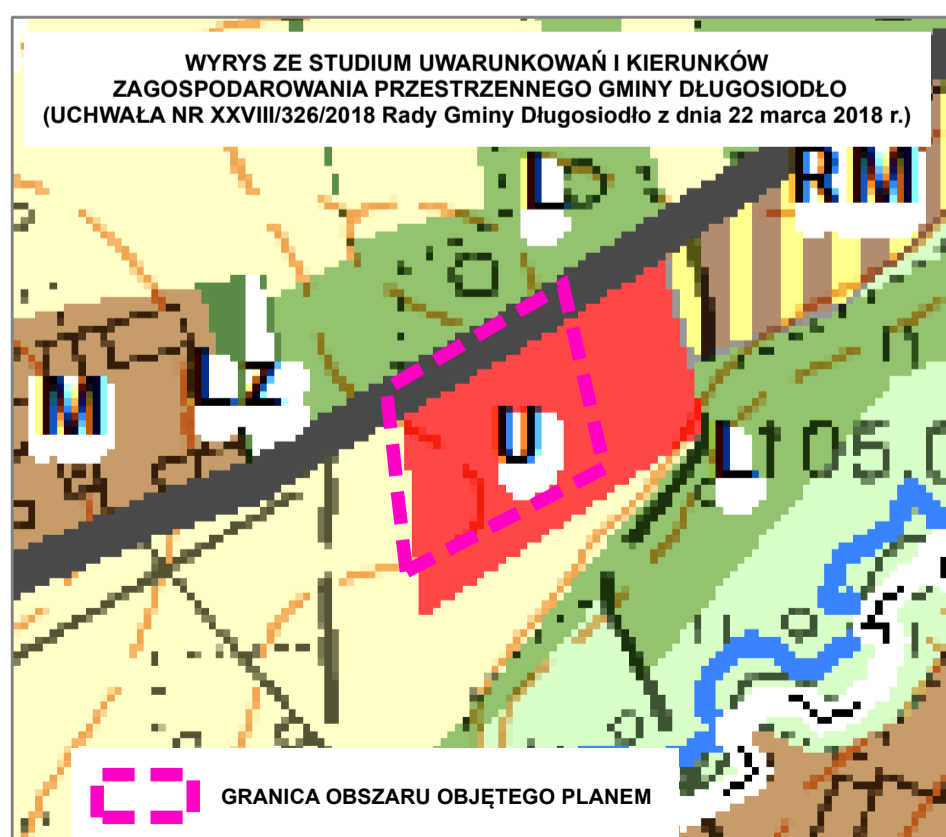 WYRYS ZE STUDIUM UWARUNKOWAŃ I KIERUNKÓW
ZAGOSPODAROWANIA PRZESTRZENNEGO GMINY DŁUGOSIODŁO
(UCHWAŁA NR XXVIII/326/2018 Rady Gminy Długosiodło z dnia 22 marca 2018 r.)
L
RM
M
Lz
U
L
105.0
GRANICA OBSZARU OBJĘTEGO PLANEM